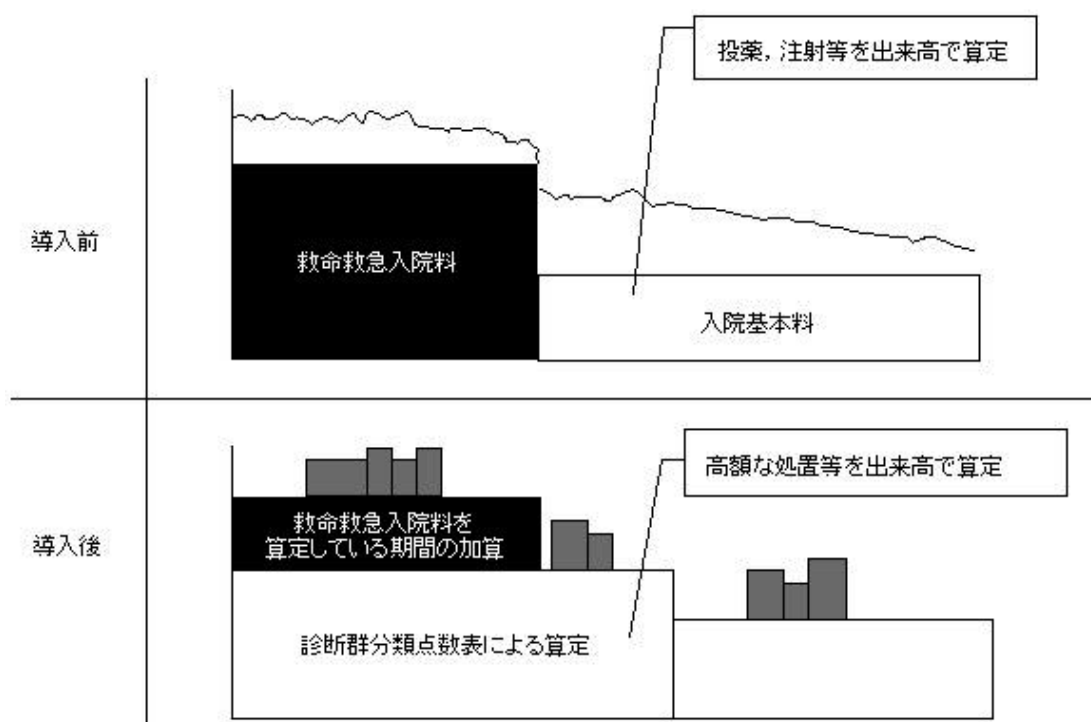 投薬，注射等を出来高で算定
導入前
救命救急入院料
入院基本料
高額な処置等を出来高で算定
導入後
救命救急入院料を
算定している期間の加算
診断群分類点数表による算定